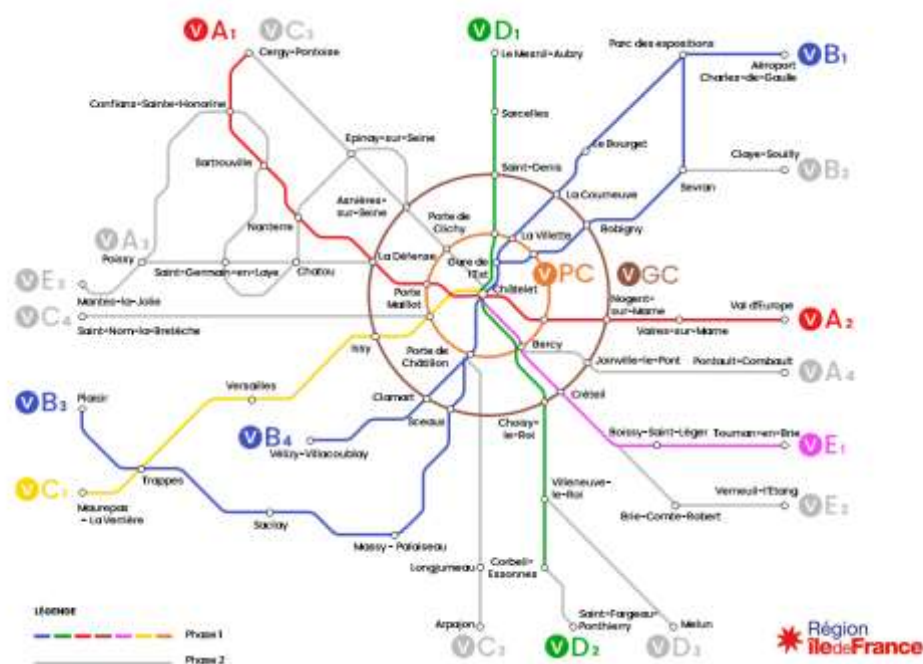 V A1
V C3
V D1
Cergy-Pontoise
Le Mesnil-Aubry
Parc des expositions
V B1
Aéroport
Charles-de-Gaulle
Conflans-Sainte-Honorine
Sarcelles
Epinay-sur-Seine
Le Bourget
Sartrouville
Saint-Denis
Claye-Souilly
V B2
Sevran
Asnières-
sur-Seine
La Courneuve
Porte de
Clichy
Nanterre
La Villette
Bobigny
V A3
Poissy
Saint-Germain-en-Laye
Chatou
La Défense
Gare de
l'Est
V PC
V GC
V E3
Mantes-la-Jolie
Porte
Maillot
Châtelet
Nogent-
sur-Marne
Val d'Europe
V A2
V C4
Saint-Nom-la-Bretèche
Vaires-sur-Marne
Issy
Porte de
Châtillon
Bercy
Joinville-le-Pont
Pontault-Combault
V A4
Versailles
V B3
Plaisir
Clamart
Sceaux
Créteil
Choisy-
le-Roi
V B4
Vélizy-Villacoublay
Boissy-Saint-Léger
Tournan-en-Brie
V E1
Trappes
V C1
Maurepas
- La Verrière
Villeneuve-
le-Roi
Verneuil-l'Etang
V E2
Saclay
Brie-Comte-Robert
Massy - Palaiseau
Longjumeau
Corbeil-
Essonnes
LÉGENDE
Phase 1
Phase 2
Arpajon
V C2
Saint-Fargeau-
Ponthierry
V D2
Melun
V D3
Région
île de France